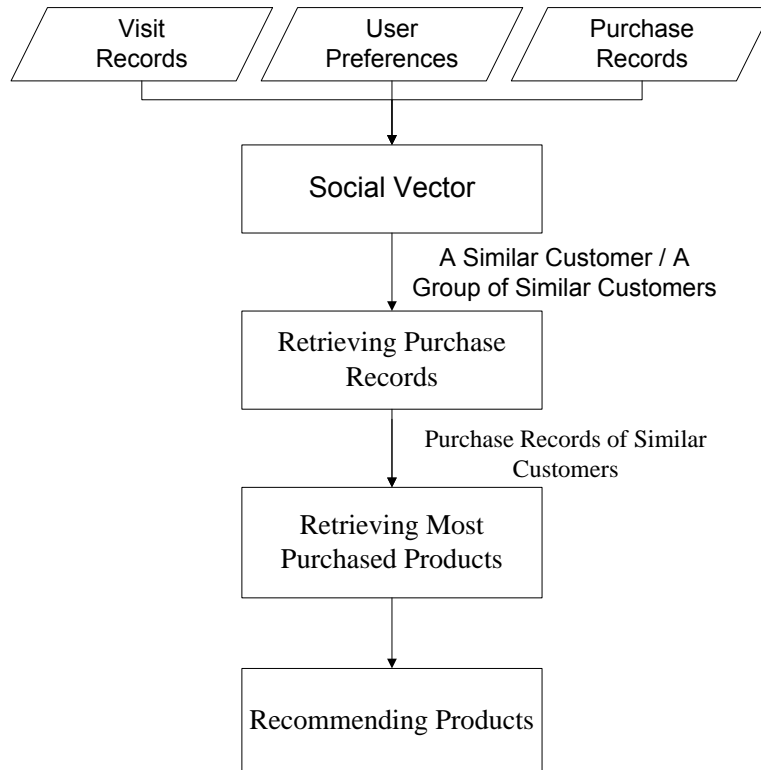 Visit
Records
User
Preferences
Purchase
Records
Social Vector
A Similar Customer / A
Group of Similar Customers
Retrieving Purchase
Records
Purchase Records of Similar
Customers
Retrieving Most
Purchased Products
Recommending Products